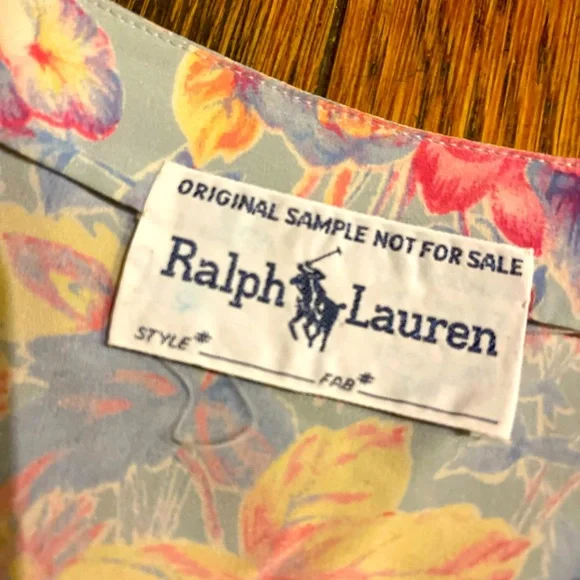 ORIGINAL SAMPLE NOT FOR SALE
Ralph Lauren
STYLE# FAB#